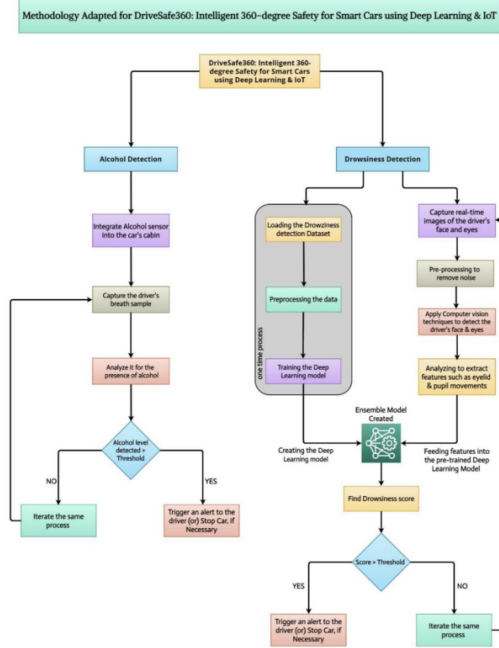 Methodology Adapted for DriveSafe360: Intelligent 360-degree Safety for Smart Cars using Deep Learning & IoT
DriveSafe360: Intelligent 360-
degree Safety for Smart Cars
using Deep Learning & IoT
Alcohol Detection
Drowsiness Detection
Integrate Alcohol sensor
into the car's cabin
Capture the driver's
breath sample
Analyze it for the
presence of alcohol
Alcohol level
detected >
Threshold
NO
YES
Iterate the same
process
Trigger an alert to the
driver (or) Stop Car, if
Necessary
Loading the Drowziness
detection Dataset
Preprocessing the data
Training the Deep
Learning model
one time process
Capture real-time
images of the driver's
face and eyes
Pre-processing to
remove noise
Apply Computer vision
techniques to detect the
driver's face & eyes
Analyzing to extract
features such as eyelid
& pupil movements
Ensemble Model
Created
Creating the Deep
Learning model
Feeding features into
the pre-trained Deep
Learning Model
Find Drowsiness score
Score > Threshold
YES
NO
Trigger an alert to the
driver (or) Stop Car, if
Necessary
Iterate the same
process